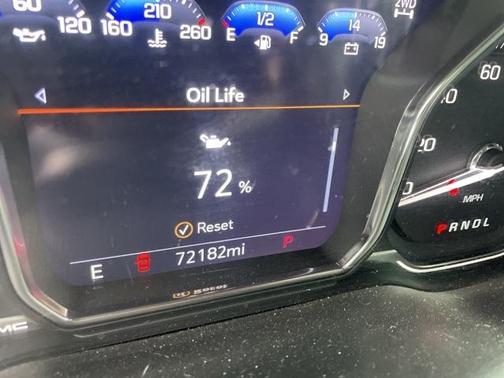 60 120
160 210 260
E 1/2 F
9 14 19
2WD
Oil Life
72 %
Reset
E 72182mi P
60
MPH
PRNDL
MC